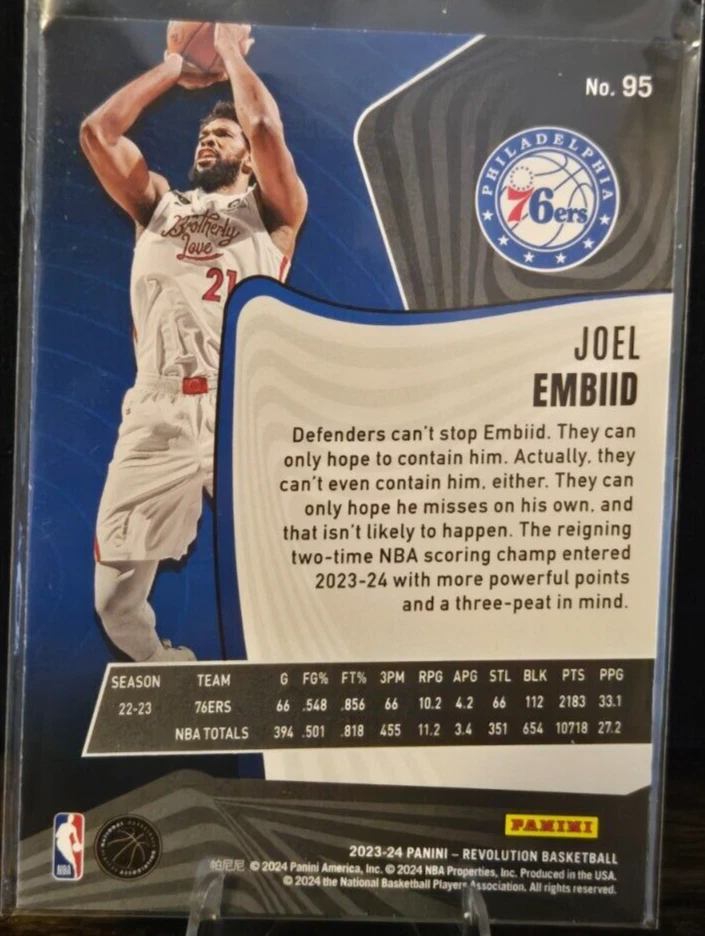 No. 95
PHILADELPHIA
76ers
Brotherly
Love
21
JOEL
EMBIID
Defenders can't stop Embiid. They can
only hope to contain him. Actually, they
can't even contain him, either. They can
only hope he misses on his own, and
that isn't likely to happen. The reigning
two-time NBA scoring champ entered
2023-24 with more powerful points
and a three-peat in mind.
SEASON TEAM G FG% FT% 3PM RPG APG STL BLK PTS PPG
22-23 76ERS 66 .548 .856 66 10.2 4.2 66 112 2183 33.1
NBA TOTALS 394 .501 .818 455 11.2 3.4 351 654 10718 27.2
PANINI
NBA
NATIONAL BASKETBALL ASSOCIATION
2023-24 PANINI – REVOLUTION BASKETBALL
帕尼尼 © 2024 Panini America, Inc. © 2024 NBA Properties, Inc. Produced in the USA.
© 2024 the National Basketball Players Association. All rights reserved.